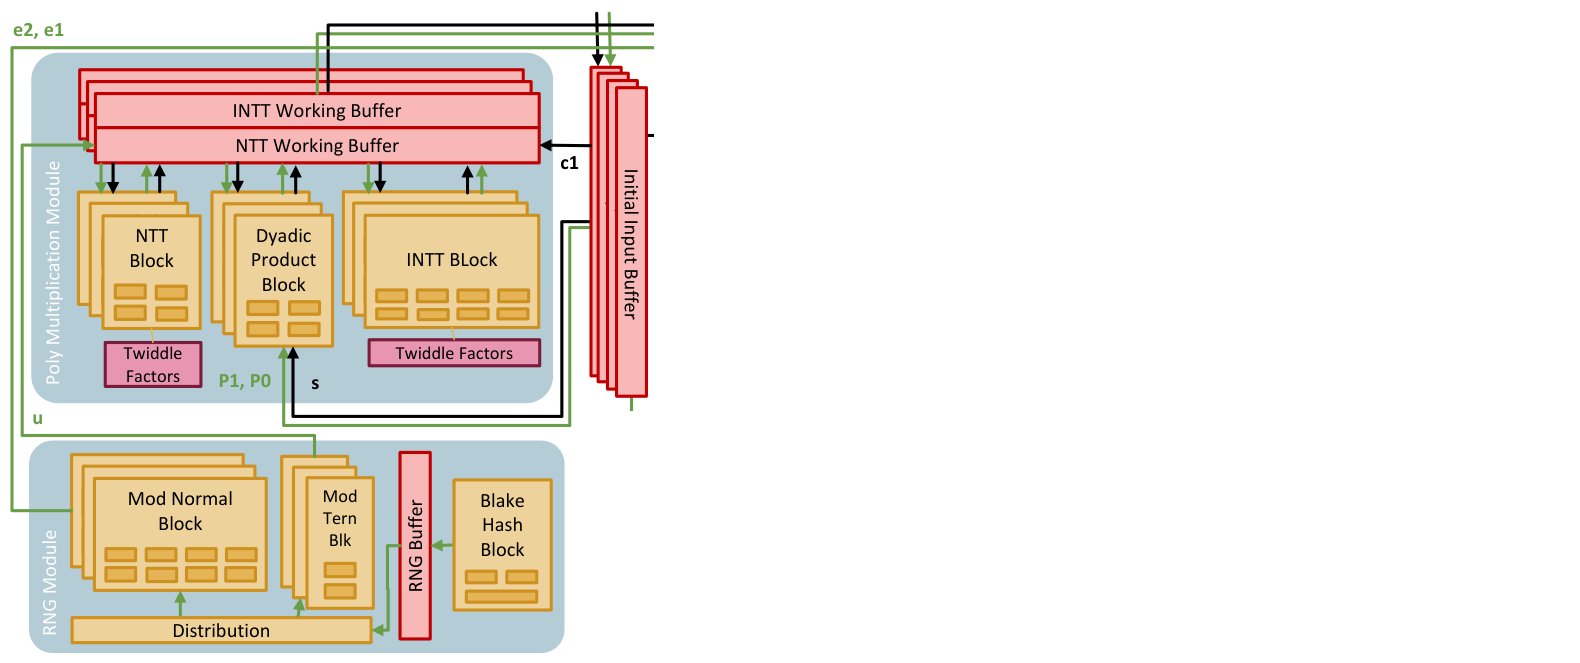 e2, e1
INTT Working Buffer
NTT Working Buffer
c1
Poly Multiplication Module
NTT
Block
Dyadic
Product
Block
INTT BLock
Initial Input Buffer
Twiddle
Factors
Twiddle Factors
P1, P0
s
u
RNG Module
Mod Normal
Block
Mod
Tern
Blk
RNG Buffer
Blake
Hash
Block
Distribution